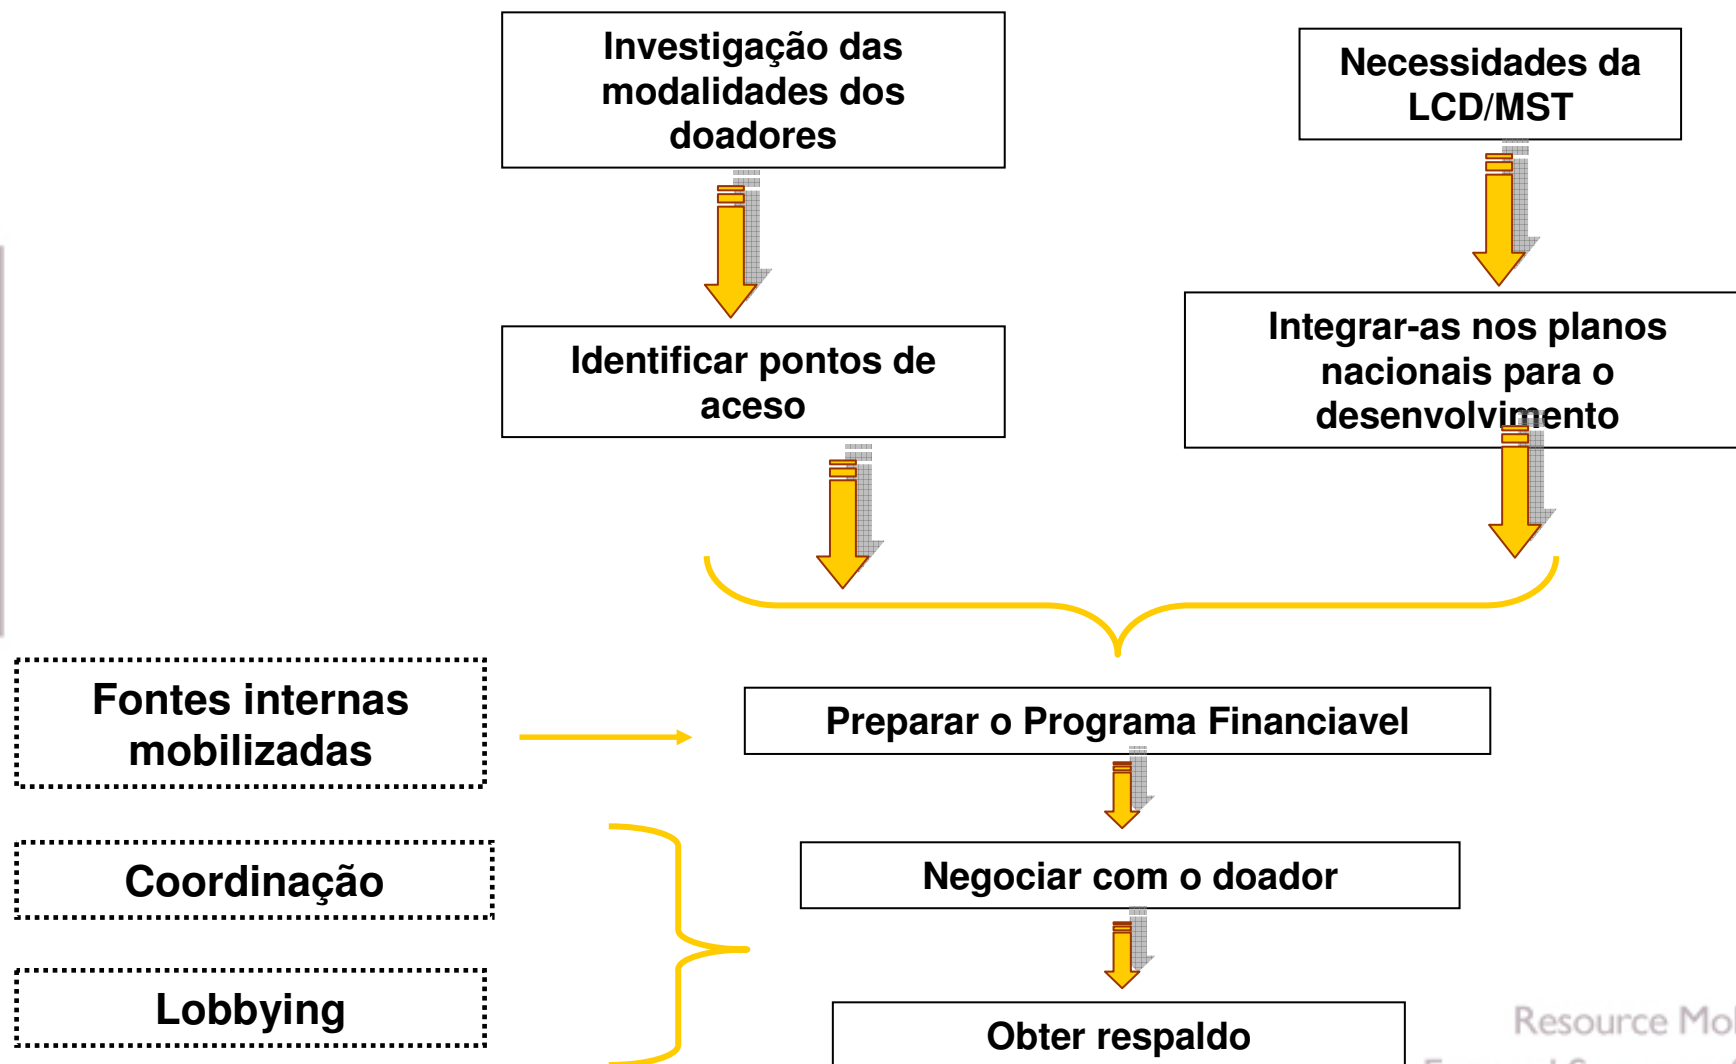 Investigação das
modalidades dos
doadores
Necessidades da
LCD/MST
Identificar pontos de
aceso
Integrar-as nos planos
nacionais para o
desenvolvimento
Fontes internas
mobilizadas
Preparar o Programa Financiavel
Coordinação
Negociar com o doador
Lobbying
Obter respaldo
Resource